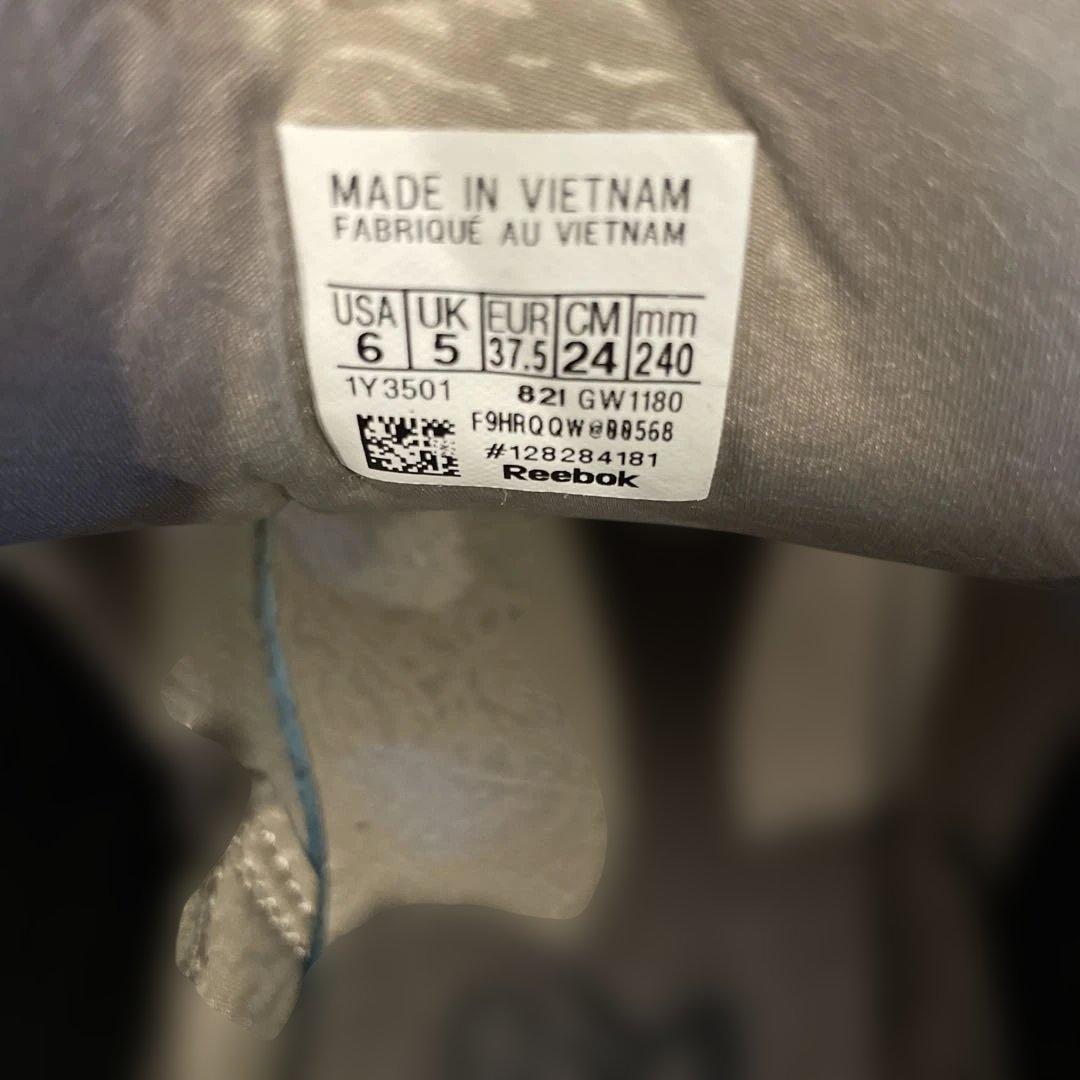 MADE IN VIETNAM
FABRIQUÉ AU VIETNAM
USA UK EUR CM mm
6 5 37.5 24 240
1Y3501 82I GW1180
F9HRQQW@00568
#128284181
Reebok